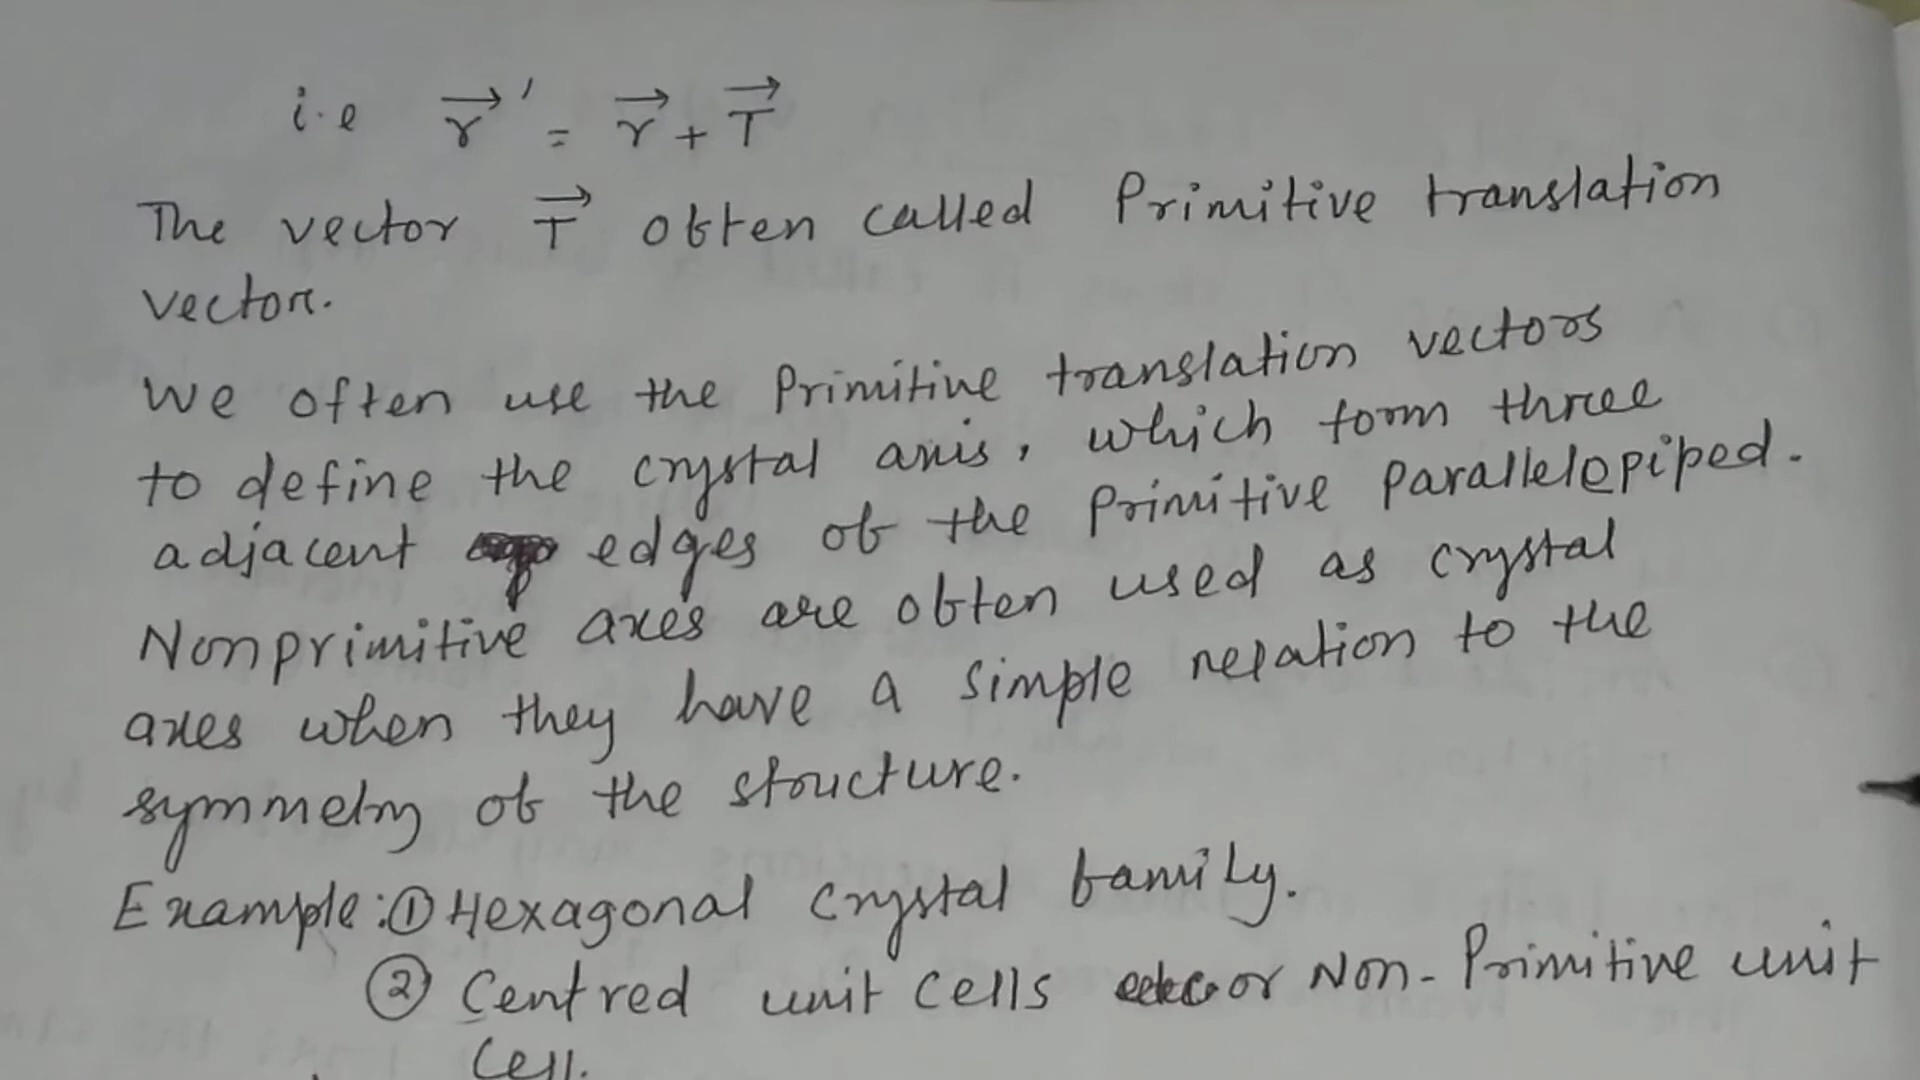 i.e r⃗' = r⃗ + T⃗
The vector T⃗ often called Primitive translation
vector.
We often use the Primitive translation vectors
to define the crystal axis, which form three
adjacent edges of the Primitive Parallelopiped.
Nonprimitive axes are often used as crystal
axes when they have a simple relation to the
symmetry of the structure.
Example: ① Hexagonal crystal family.
② Centred unit cells or Non-Primitive unit
Cell.